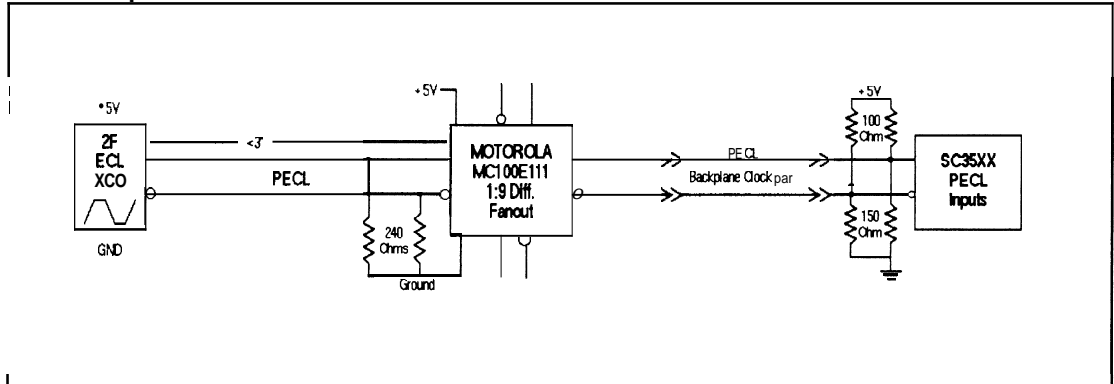 *5V
2F
ECL
XCO
GND
<3"
PECL
240
Ohms
Ground
+5V
MOTOROLA
MC100E111
1:9 Diff.
Fanout
PECL
Backplane Clock par
+5V
100
Ohm
150
Ohm
SC35XX
PECL
Inputs